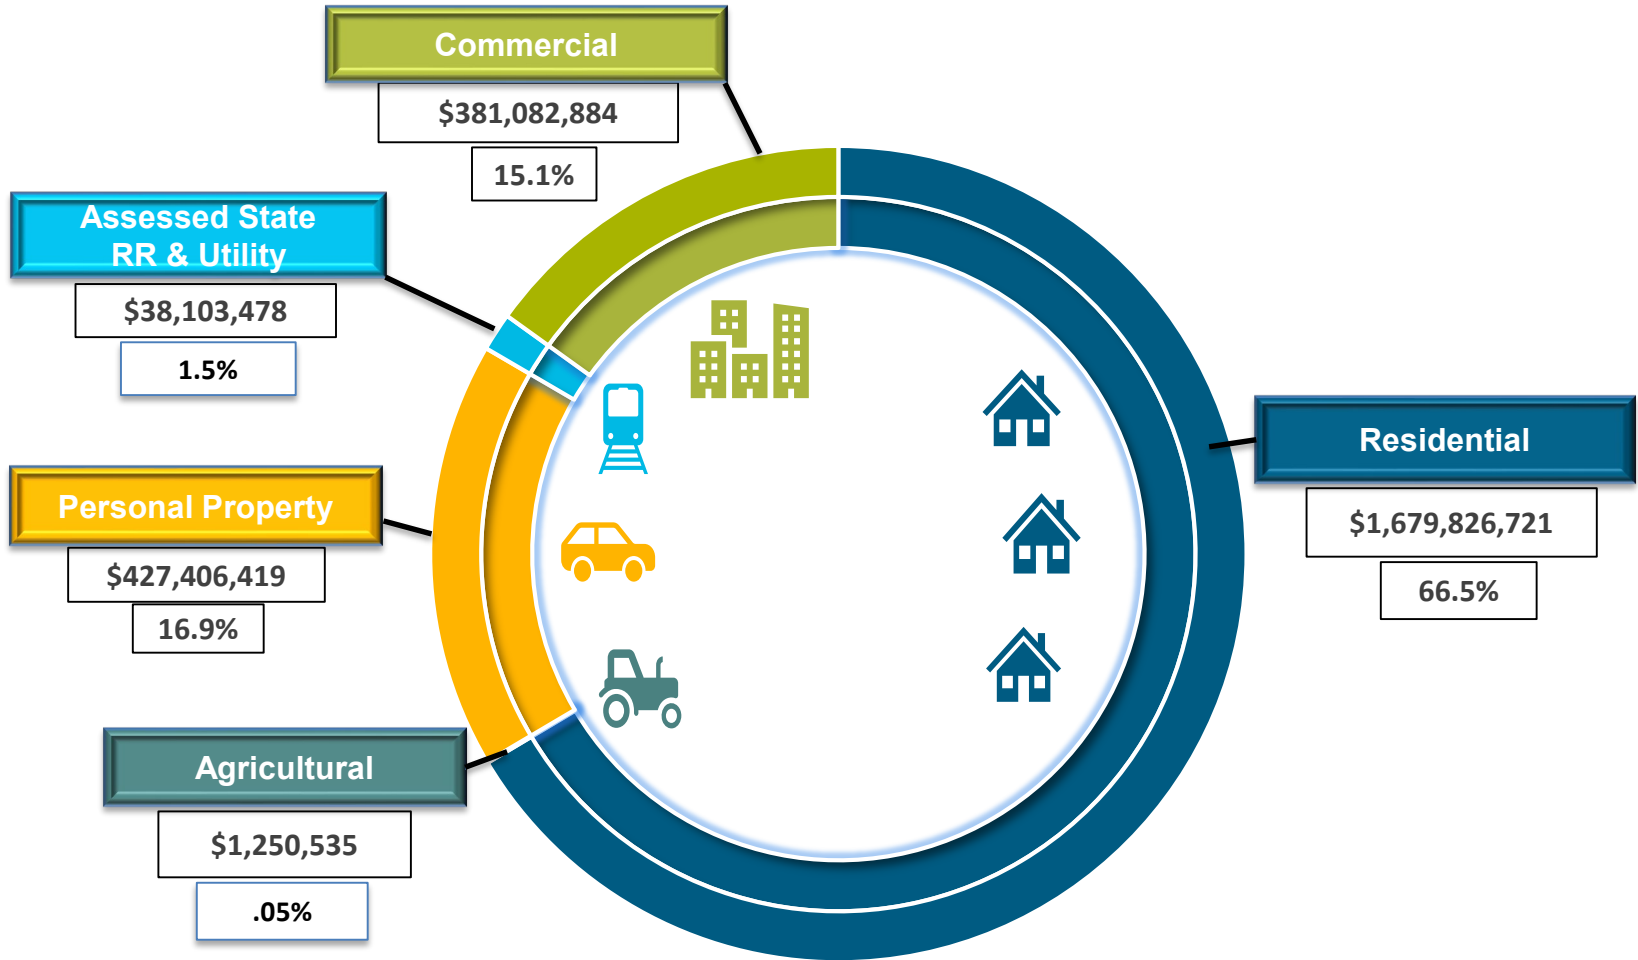 Commercial
$381,082,884
15.1%
Assessed State
RR & Utility
$38,103,478
1.5%
Personal Property
$427,406,419
16.9%
Agricultural
$1,250,535
.05%
Residential
$1,679,826,721
66.5%